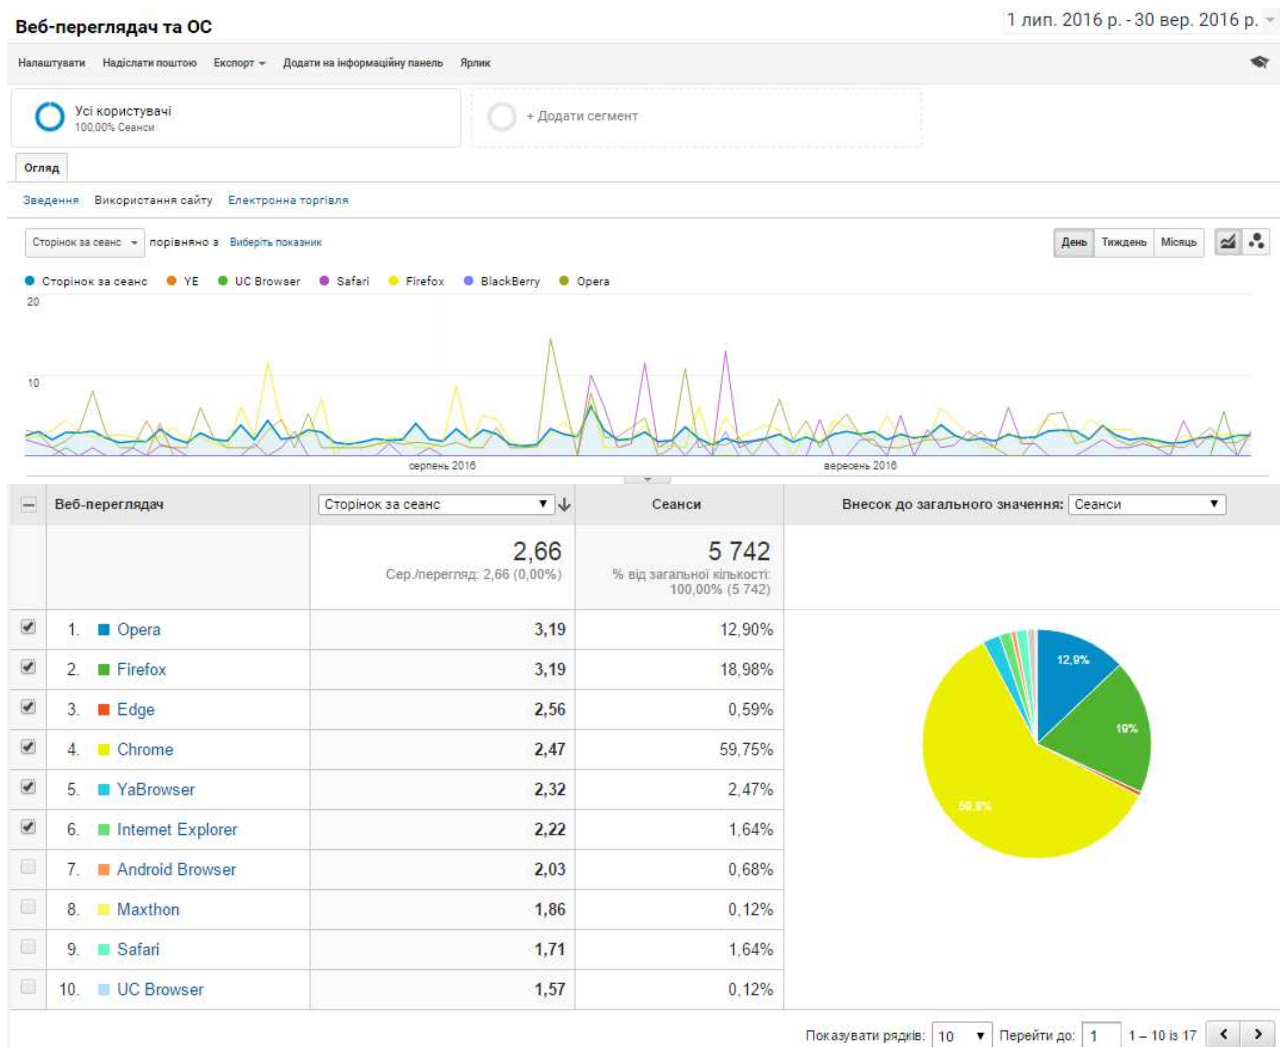 Веб-переглядач та ОС
1 лип. 2016 р. - 30 вер. 2016 р.
Налаштувати Надіслати поштою Експорт Додати на інформаційну панель Ярлик
Усі користувачі
100,00% Сеанси
+ Додати сегмент
Огляд
Зведення Використання сайту Електронна торгівля
Сторінок за сеанс порівняно з Виберіть показник
День Тиждень Місяць
Сторінок за сеанс YE UC Browser Safari Firefox BlackBerry Opera
20
10
серпень 2016 вересень 2016
Веб-переглядач Сторінок за сеанс Сеанси Внесок до загального значення: Сеанси
2,66 5 742
Сер./перегляд: 2,66 (0,00%) % від загальної кількості:
100,00% (5 742)
1. Opera 3,19 12,90%
2. Firefox 3,19 18,98%
3. Edge 2,56 0,59%
4. Chrome 2,47 59,75%
5. YaBrowser 2,32 2,47%
6. Internet Explorer 2,22 1,64%
7. Android Browser 2,03 0,68%
8. Maxthon 1,86 0,12%
9. Safari 1,71 1,64%
10. UC Browser 1,57 0,12%
12,9%
19%
59,8%
Показувати рядків: 10 Перейти до: 1 1 – 10 із 17